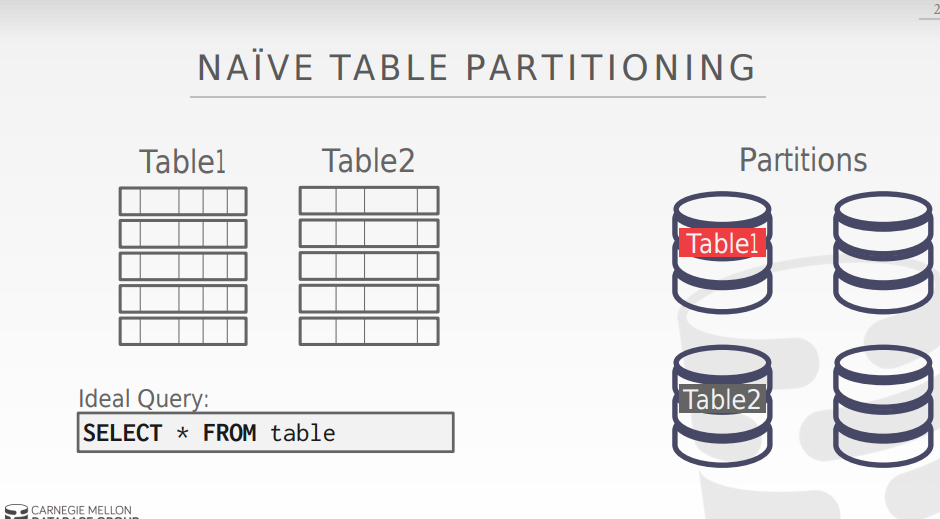 2
NAÏVE TABLE PARTITIONING
Table1
Table2
Partitions
Table1
Table2
Ideal Query:
SELECT * FROM table
CARNEGIE MELLON
DATABASE GROUP